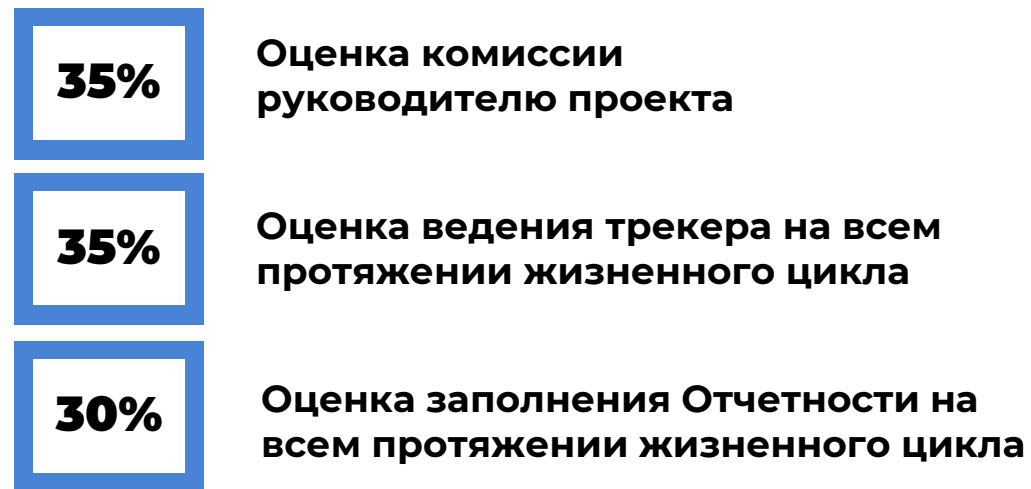 35%
Оценка комиссии
руководителю проекта
35%
Оценка ведения трекера на всем
протяжении жизненного цикла
30%
Оценка заполнения Отчетности на
всем протяжении жизненного цикла